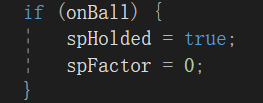 if (onBall) {
    spHolded = true;
    spFactor = 0;
}